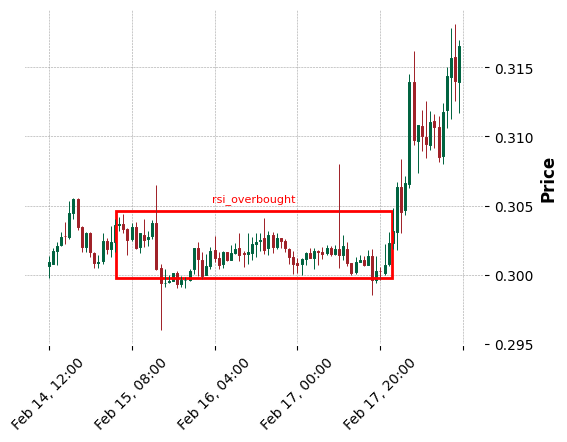 rsi_overbought
0.315
0.310
0.305
0.300
0.295
Price
Feb 14, 12:00
Feb 15, 08:00
Feb 16, 04:00
Feb 17, 00:00
Feb 17, 20:00